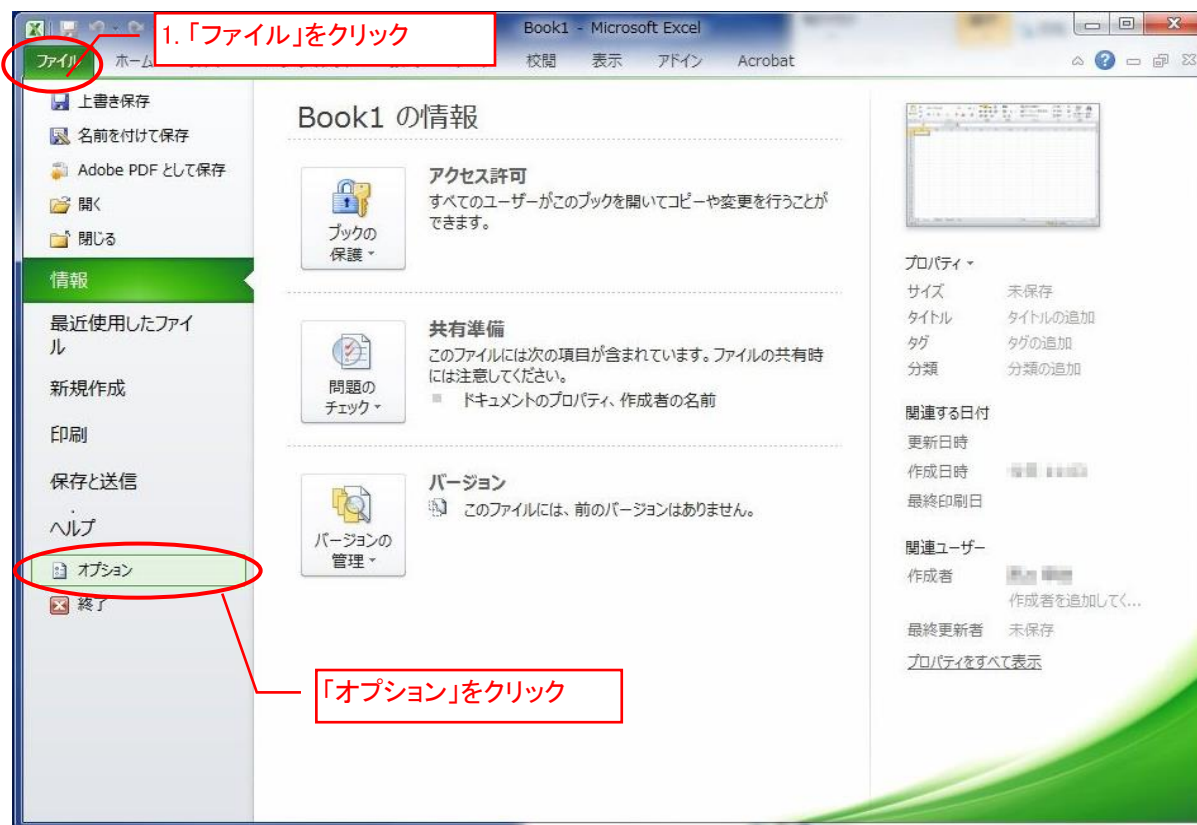 Book1 - Microsoft Excel
1. 「ファイル」をクリック
ファイル
校閲 表示 アドイン Acrobat
上書き保存
名前を付けて保存
Adobe PDF として保存
開く
閉じる
情報
最近使用したファイ
ル
新規作成
印刷
保存と送信
ヘルプ
オプション
終了
「オプション」をクリック
Book1 の情報
ブックの
保護
アクセス許可
すべてのユーザーがこのブックを開いてコピーや変更を行うことが
できます。
問題の
チェック
共有準備
このファイルには次の項目が含まれています。ファイルの共有時
には注意してください。
ドキュメントのプロパティ、作成者の名前
バージョンの
管理
バージョン
このファイルには、前のバージョンはありません。
プロパティ
サイズ 未保存
タイトル タイトルの追加
タグ タグの追加
分類 分類の追加
関連する日付
更新日時
作成日時
最終印刷日
関連ユーザー
作成者
作成者を追加してく...
最終更新者 未保存
プロパティをすべて表示